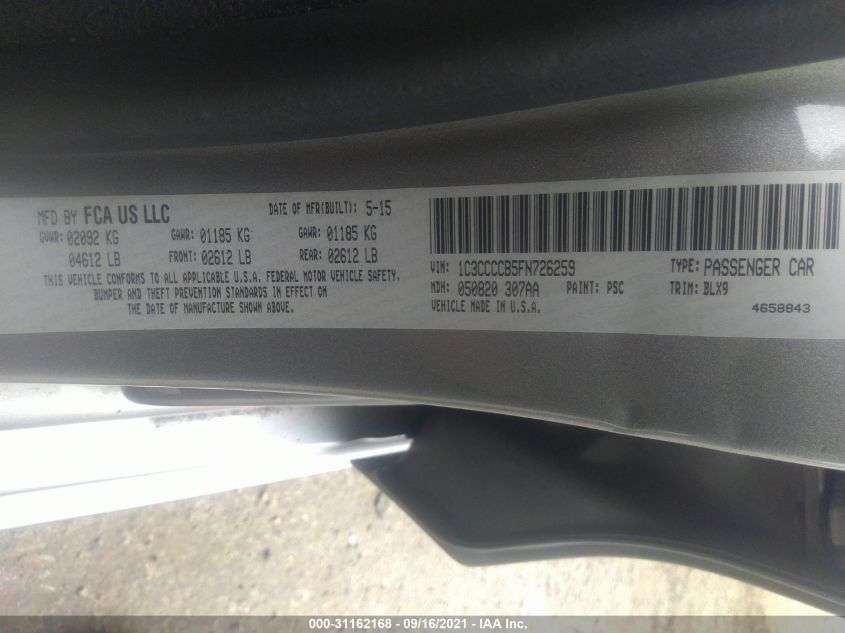 MFD BY FCA US LLC DATE OF MFR(BUILT): 5-15
GVWR: 02092 KG GAWR: 01185 KG GAWR: 01185 KG
04612 LB FRONT: 02612 LB REAR: 02612 LB
THIS VEHICLE CONFORMS TO ALL APPLICABLE U.S.A. FEDERAL MOTOR VEHICLE SAFETY,
BUMPER AND THEFT PREVENTION STANDARDS IN EFFECT ON
THE DATE OF MANUFACTURE SHOWN ABOVE.
VIN: 1C3CCCCB5FN726259 TYPE: PASSENGER CAR
MDH: 050820 307AA PAINT: PSC TRIM: BLX9
VEHICLE MADE IN U.S.A. 4658843
000-31162168 - 09/16/2021 - IAA Inc.